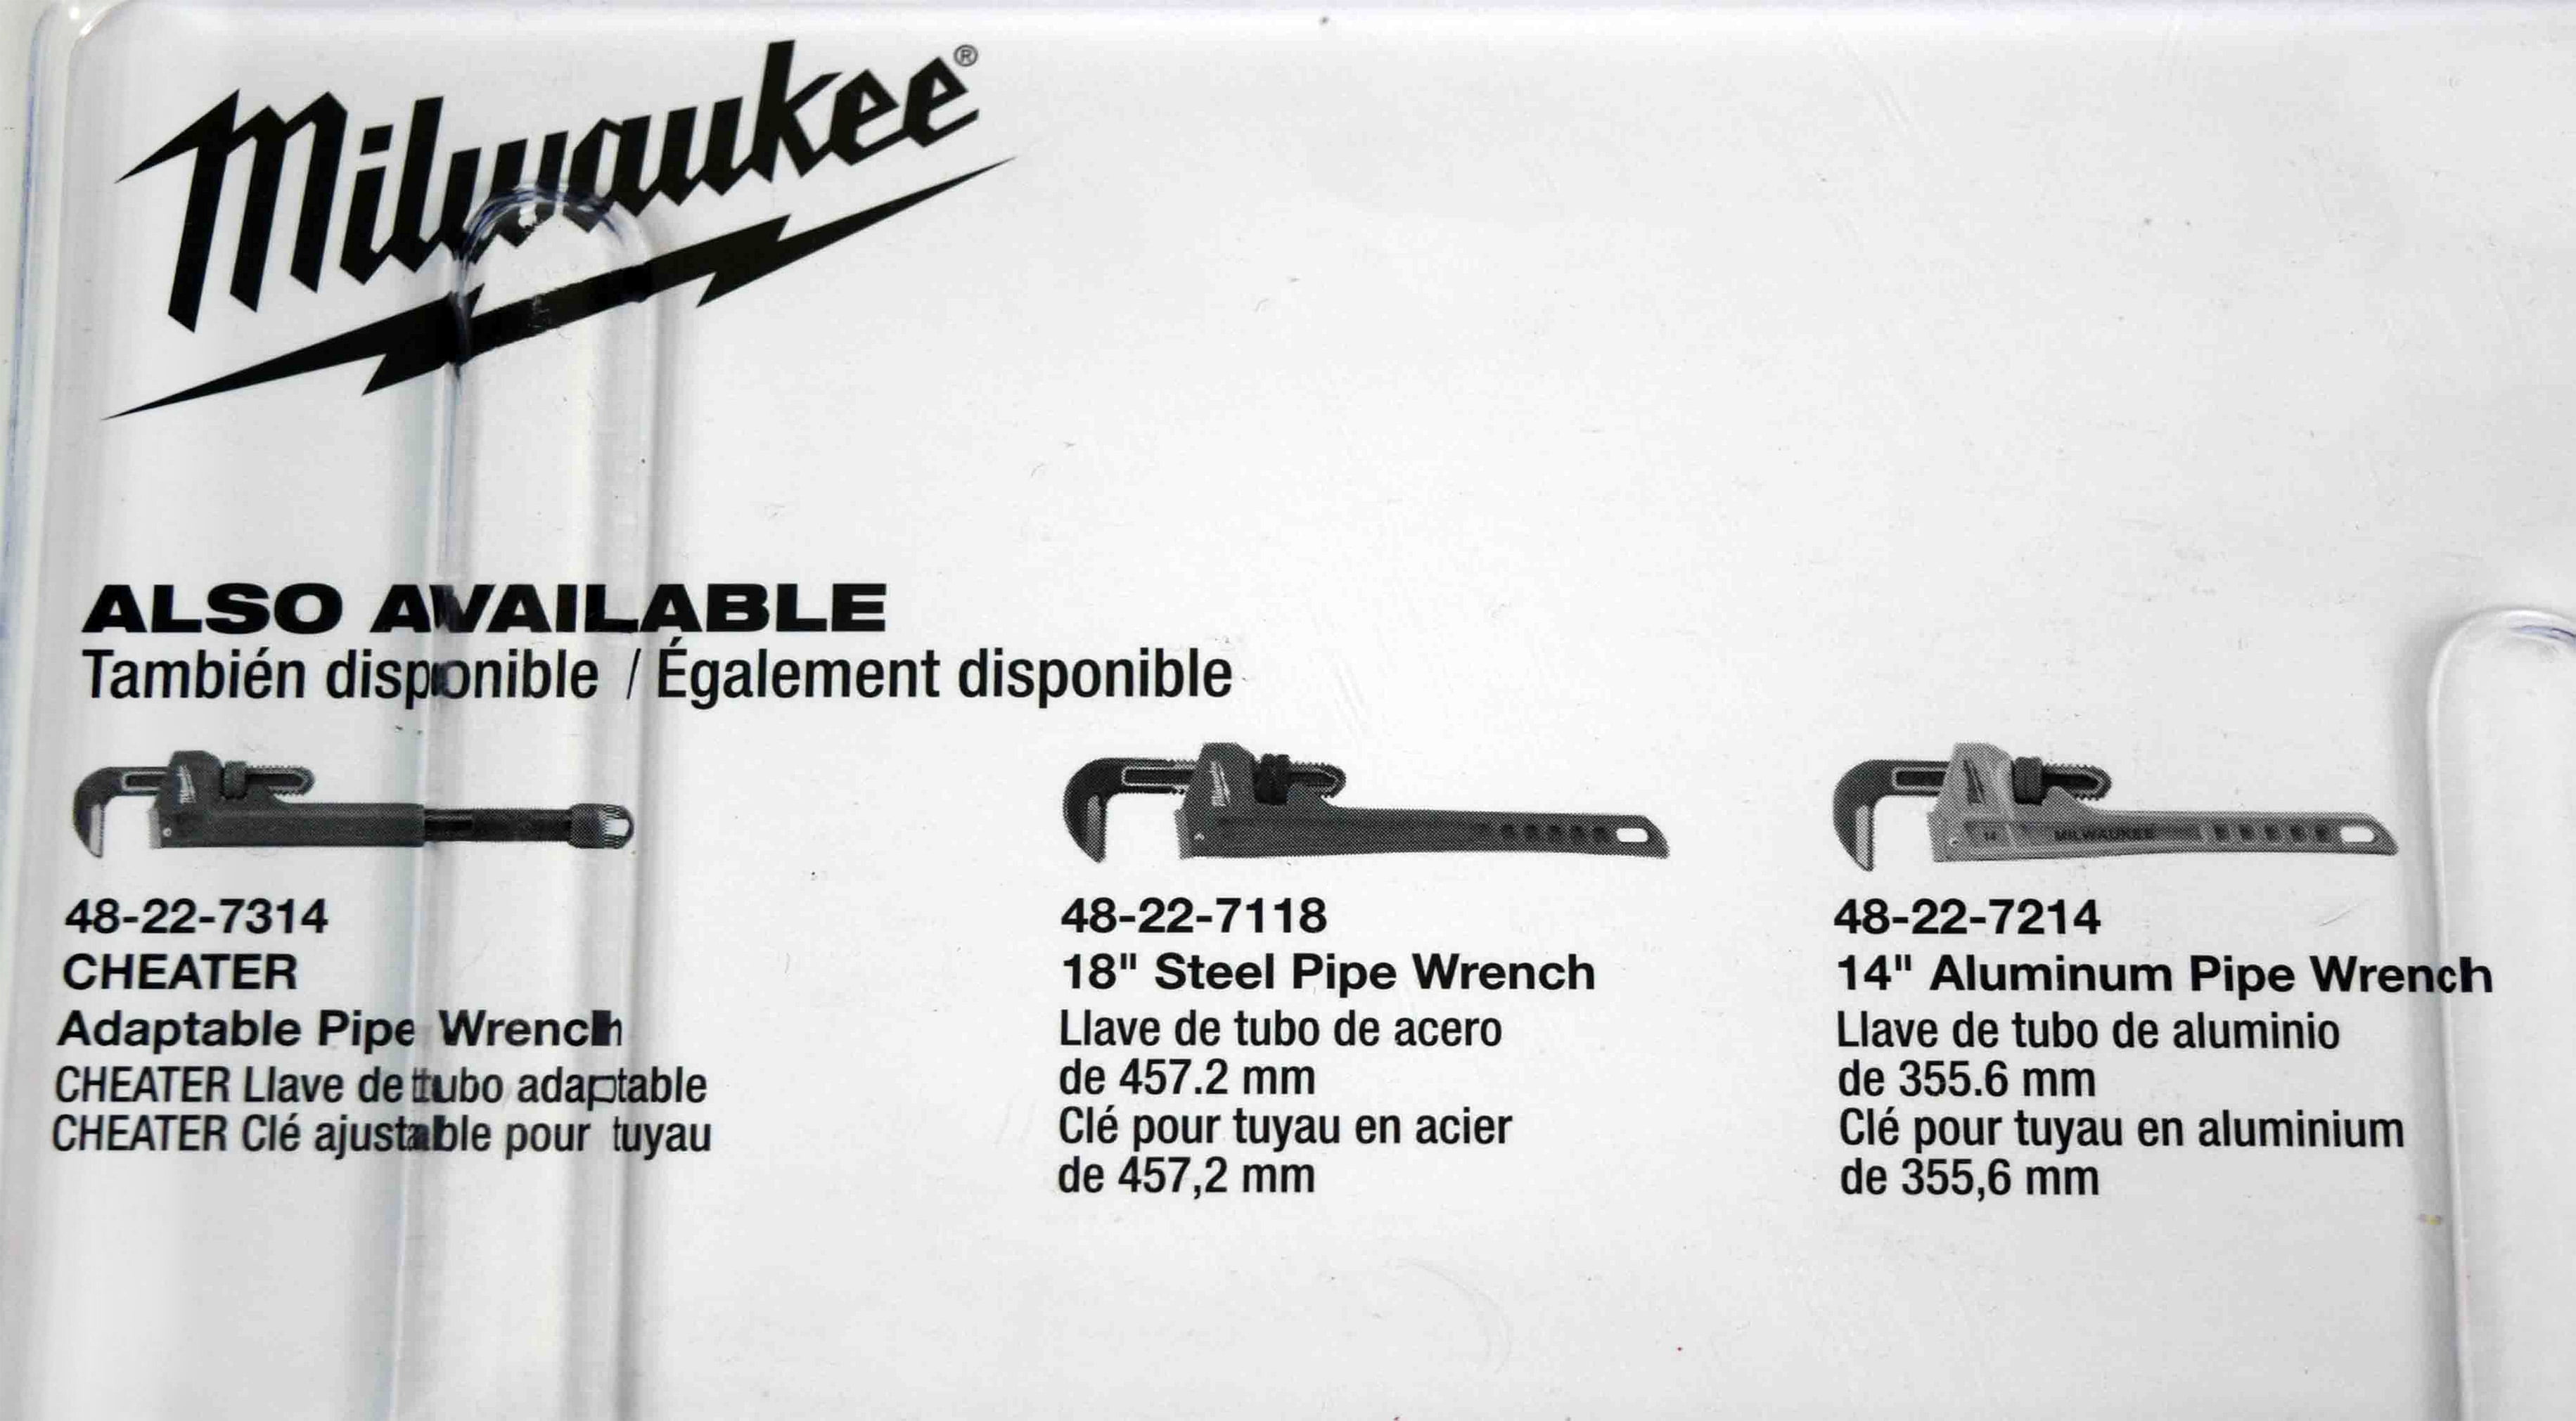 Milwaukee®
ALSO AVAILABLE
También disponible / Également disponible
14 MILWAUKEE
48-22-7314
CHEATER
Adaptable Pipe Wrench
CHEATER Llave de tubo adaptable
CHEATER Clé ajustable pour tuyau
48-22-7118
18" Steel Pipe Wrench
Llave de tubo de acero
de 457.2 mm
Clé pour tuyau en acier
de 457,2 mm
48-22-7214
14" Aluminum Pipe Wrench
Llave de tubo de aluminio
de 355.6 mm
Clé pour tuyau en aluminium
de 355,6 mm